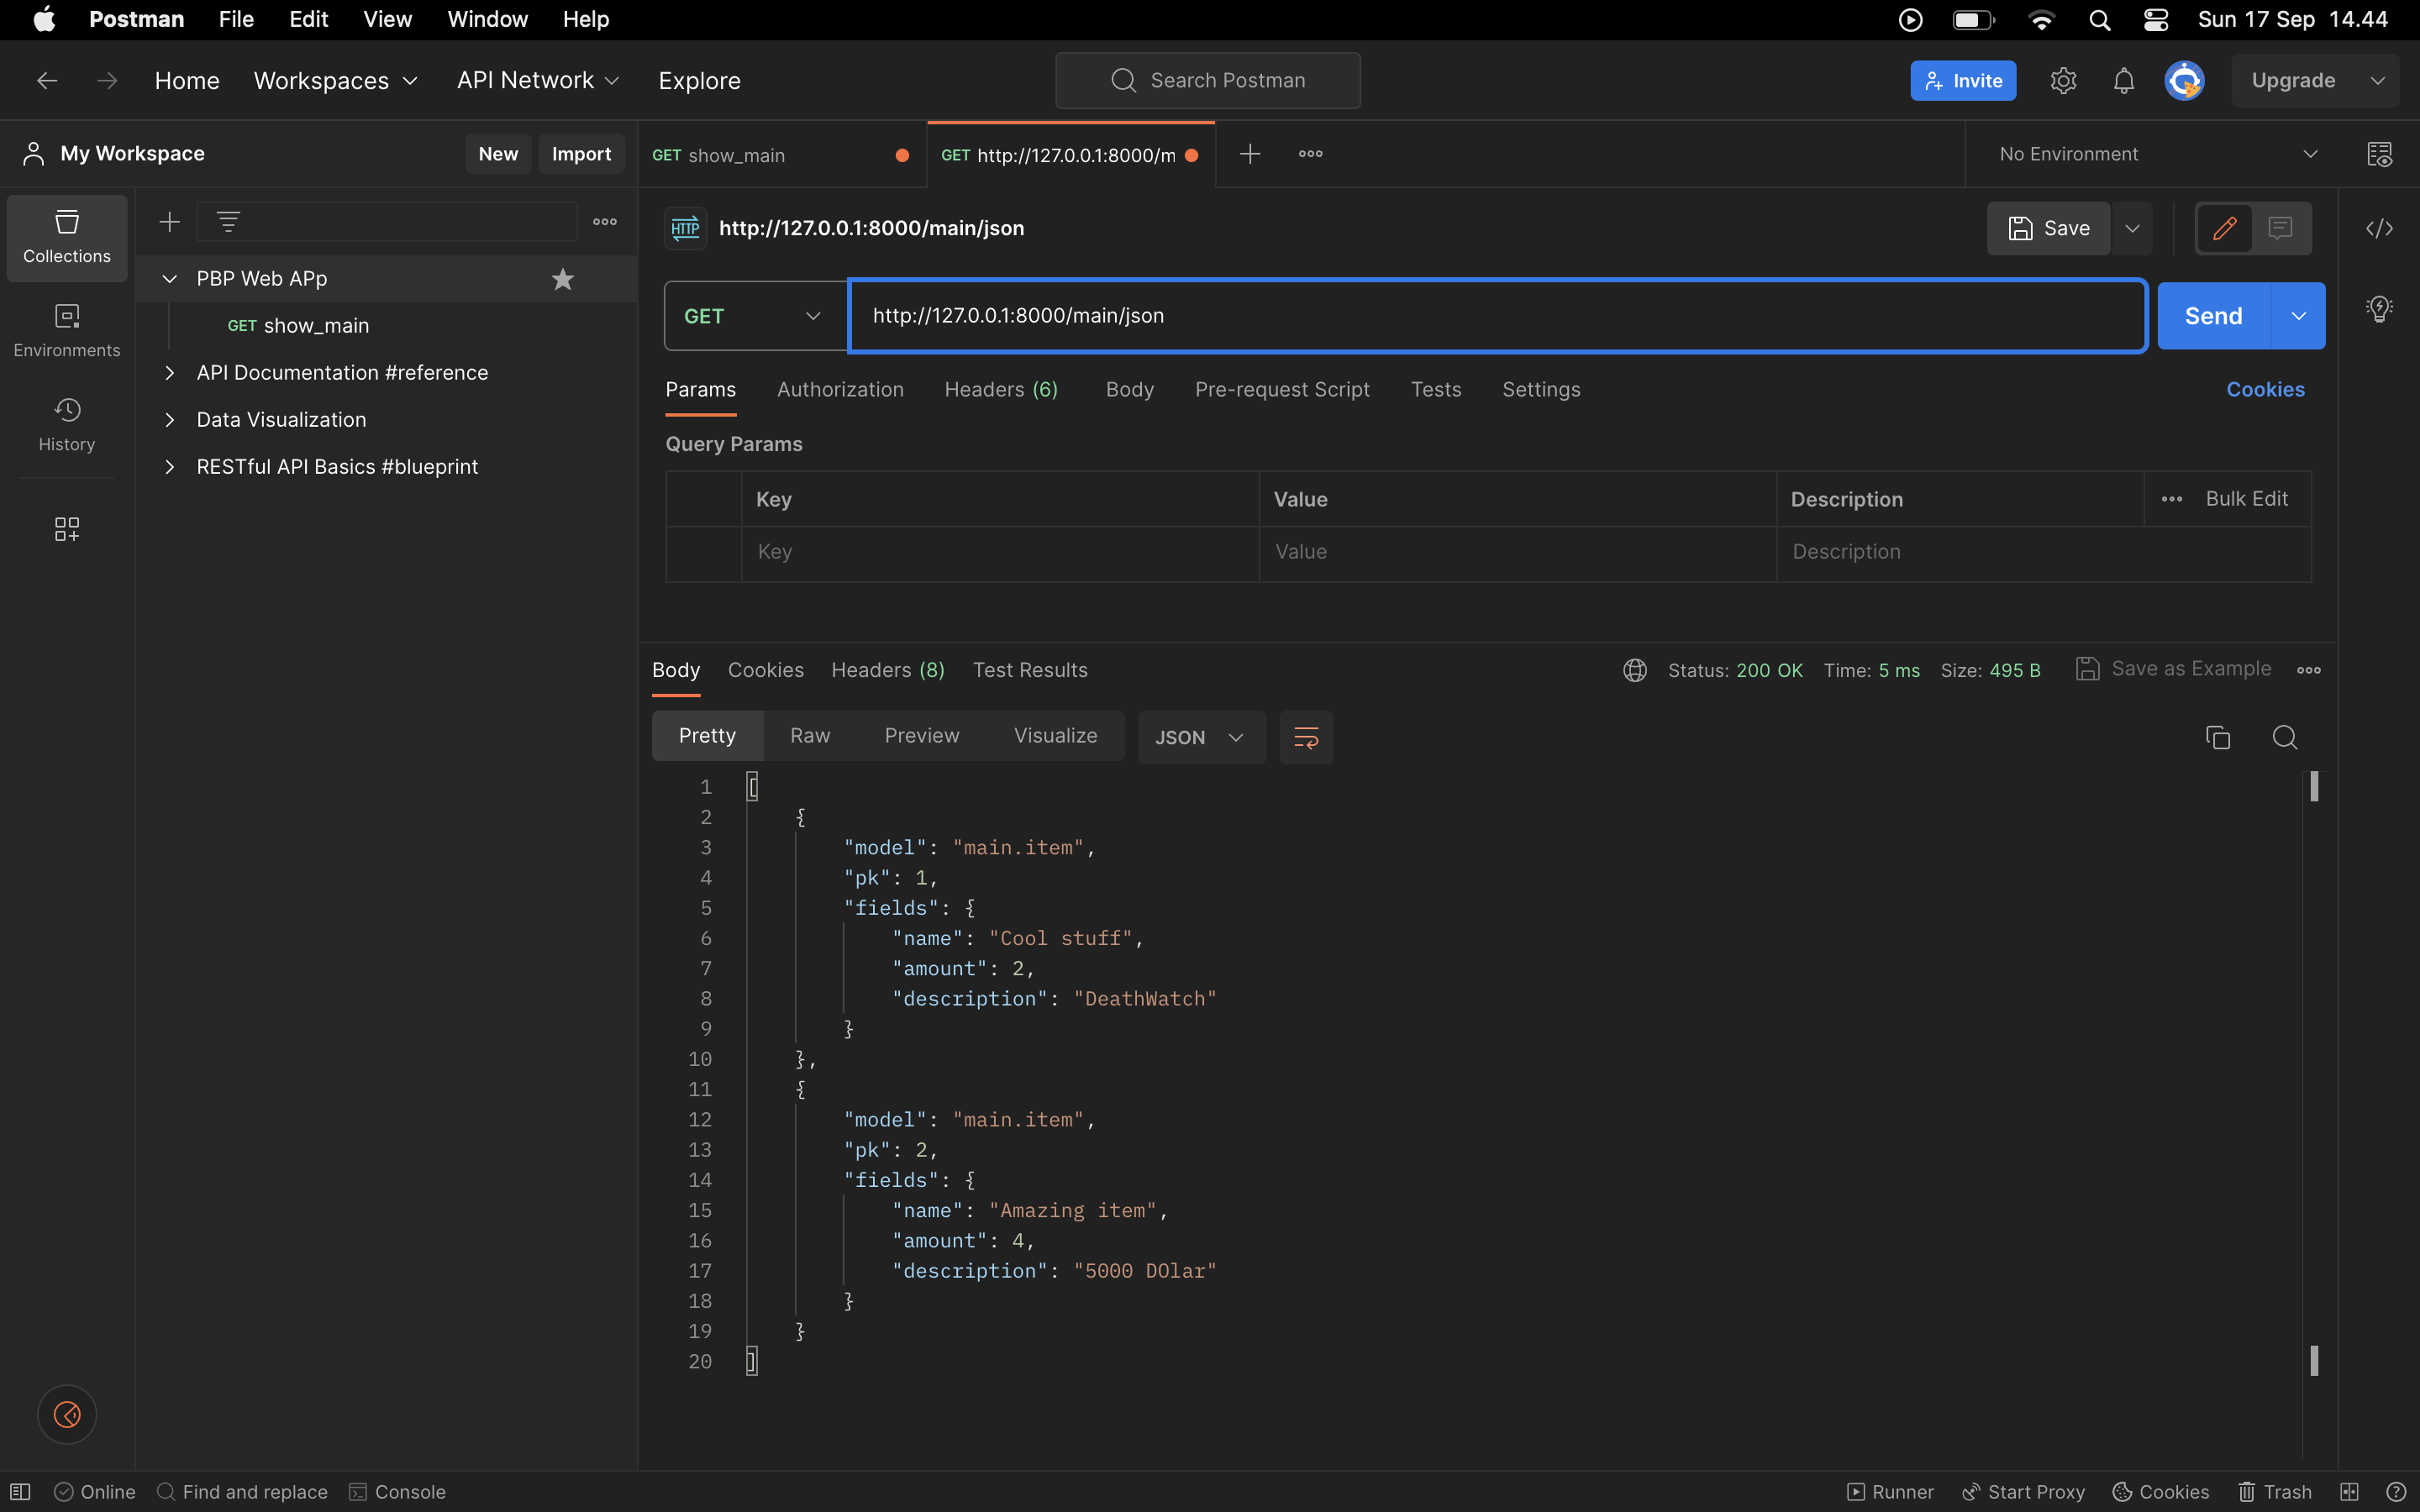 Postman File Edit View Window Help Sun 17 Sep 14.44
Home Workspaces API Network Explore Search Postman Invite Upgrade
My Workspace New Import GET show_main GET http://127.0.0.1:8000/m No Environment
Collections
Environments
History
PBP Web APp
GET show_main
API Documentation #reference
Data Visualization
RESTful API Basics #blueprint
HTTP http://127.0.0.1:8000/main/json Save
GET http://127.0.0.1:8000/main/json Send
Params Authorization Headers (6) Body Pre-request Script Tests Settings Cookies
Query Params
Key Value Description Bulk Edit
Key Value Description
Body Cookies Headers (8) Test Results Status: 200 OK Time: 5 ms Size: 495 B Save as Example
Pretty Raw Preview Visualize JSON
1 [
2 {
3 "model": "main.item",
4 "pk": 1,
5 "fields": {
6 "name": "Cool stuff",
7 "amount": 2,
8 "description": "DeathWatch"
9 }
10 },
11 {
12 "model": "main.item",
13 "pk": 2,
14 "fields": {
15 "name": "Amazing item",
16 "amount": 4,
17 "description": "5000 DOlar"
18 }
19 }
20 ]
Online Find and replace Console Runner Start Proxy Cookies Trash